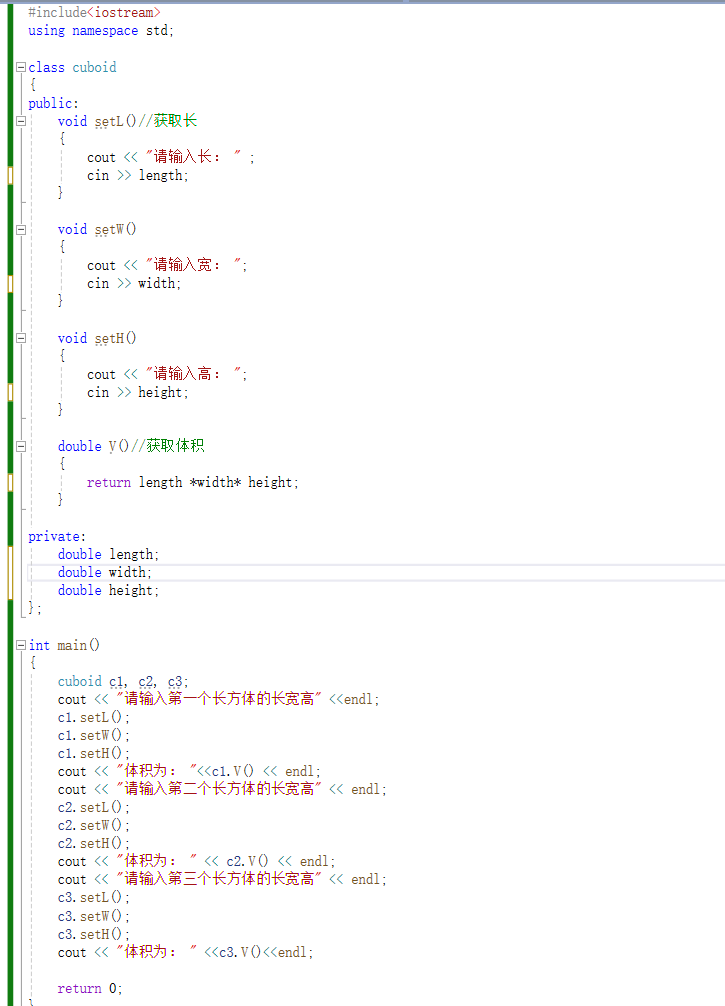 #include<iostream>
using namespace std;
class cuboid
{
public:
void setL()//获取长
{
cout << "请输入长： " ;
cin >> length;
}
void setW()
{
cout << "请输入宽： ";
cin >> width;
}
void setH()
{
cout << "请输入高： ";
cin >> height;
}
double V()//获取体积
{
return length *width* height;
}
private:
double length;
double width;
double height;
};
int main()
{
cuboid c1, c2, c3;
cout << "请输入第一个长方体的长宽高" <<endl;
c1.setL();
c1.setW();
c1.setH();
cout << "体积为： "<<c1.V() << endl;
cout << "请输入第二个长方体的长宽高" << endl;
c2.setL();
c2.setW();
c2.setH();
cout << "体积为： " << c2.V() << endl;
cout << "请输入第三个长方体的长宽高" << endl;
c3.setL();
c3.setW();
c3.setH();
cout << "体积为： " <<c3.V()<<endl;
return 0;
}